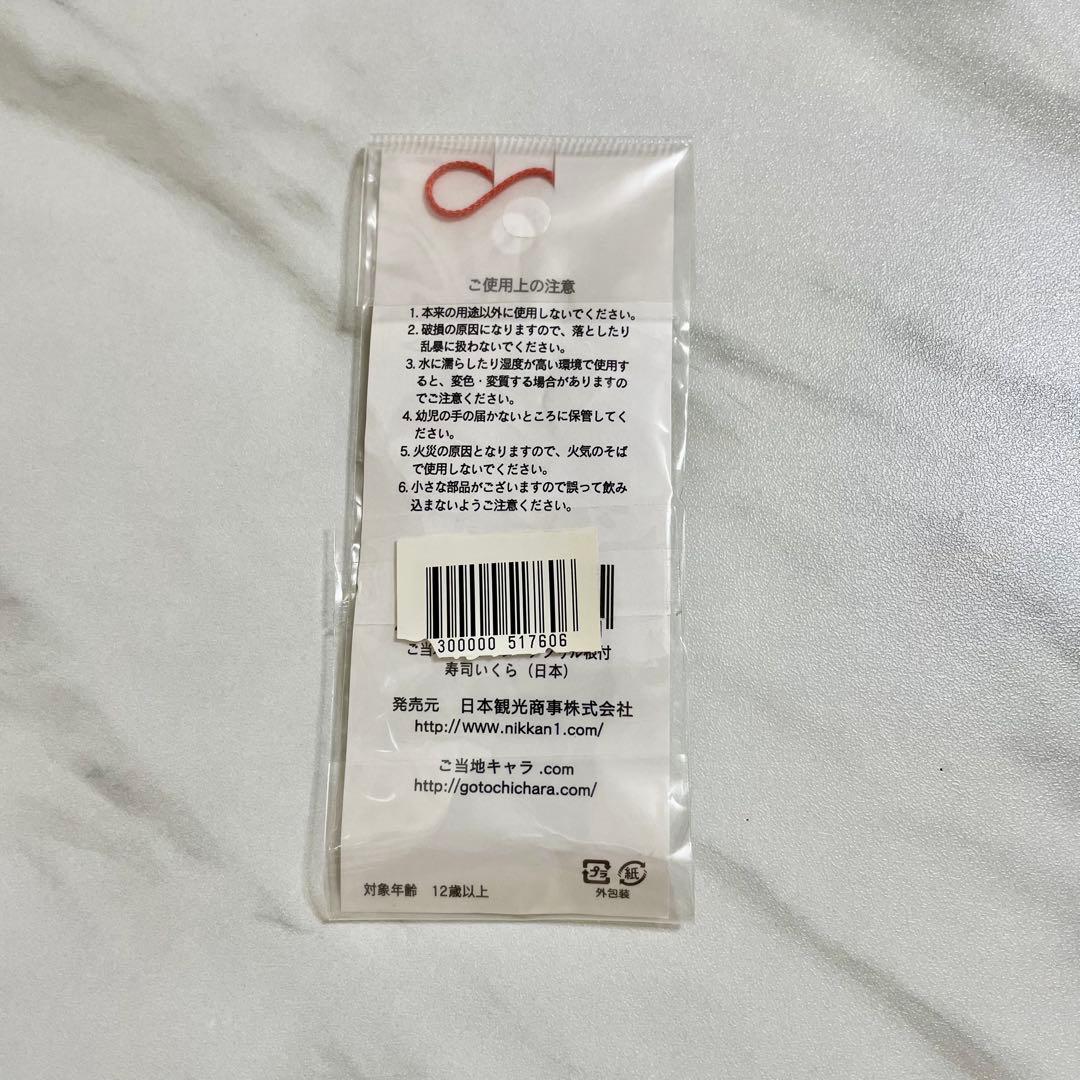 ご使用上の注意
1. 本来の用途以外に使用しないでください。
2. 破損の原因になりますので、落としたり
乱暴に扱わないでください。
3. 水に濡らしたり湿度が高い環境で使用す
ると、変色・変質する場合がありますの
でご注意ください。
4. 幼児の手の届かないところに保管してく
ださい。
5. 火災の原因となりますので、火気のそば
で使用しないでください。
6. 小さな部品がございますので誤って飲み
込まないようご注意ください。
300000 517606
ご当 根付
寿司いくら（日本）
発売元 日本観光商事株式会社
http://www.nikkan1.com/
ご当地キャラ.com
http://gotochichara.com/
プラ 紙
外包装
対象年齢 12歳以上